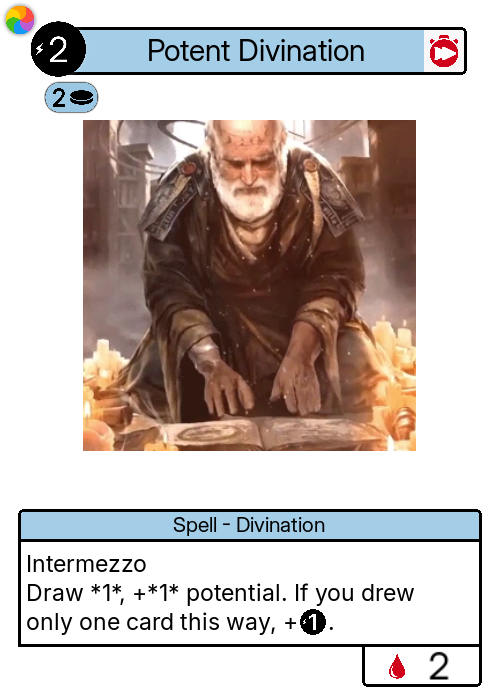 2
Potent Divination
2
Spell - Divination
Intermezzo
Draw *1*, +*1* potential. If you drew
only one card this way, +1.
2